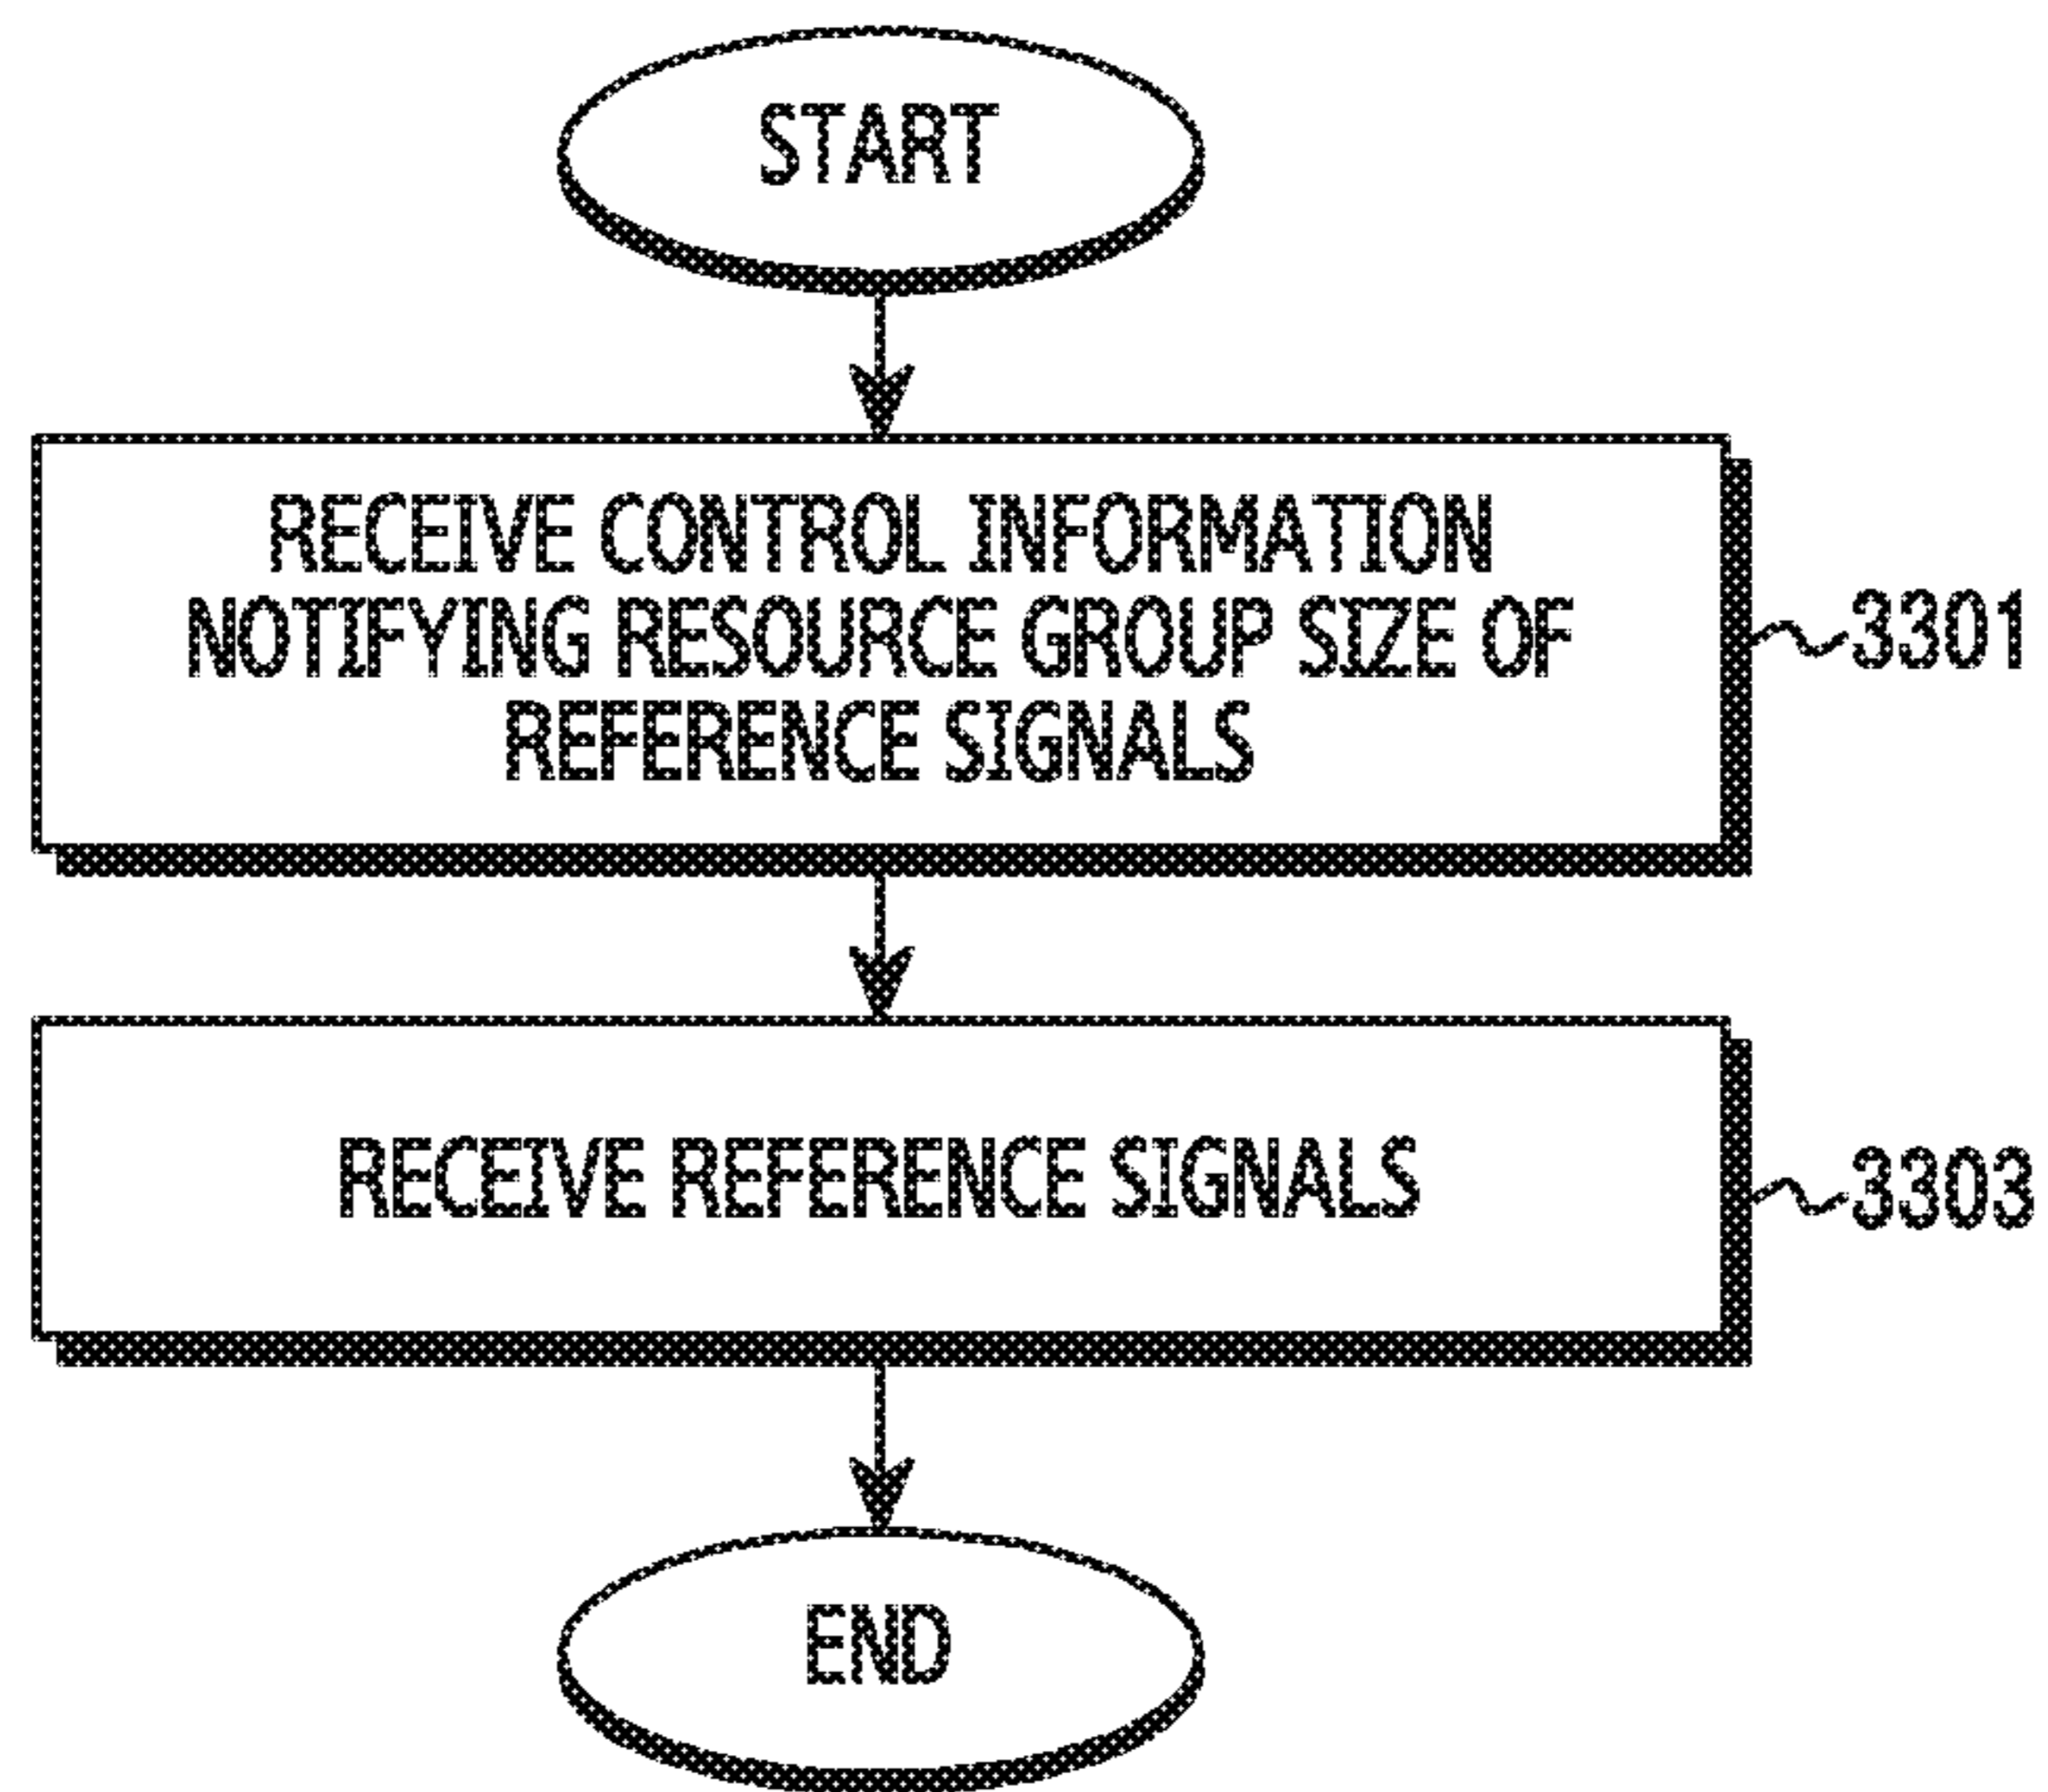 START
RECEIVE CONTROL INFORMATION
NOTIFYING RESOURCE GROUP SIZE OF
REFERENCE SIGNALS
3301
RECEIVE REFERENCE SIGNALS
3303
END